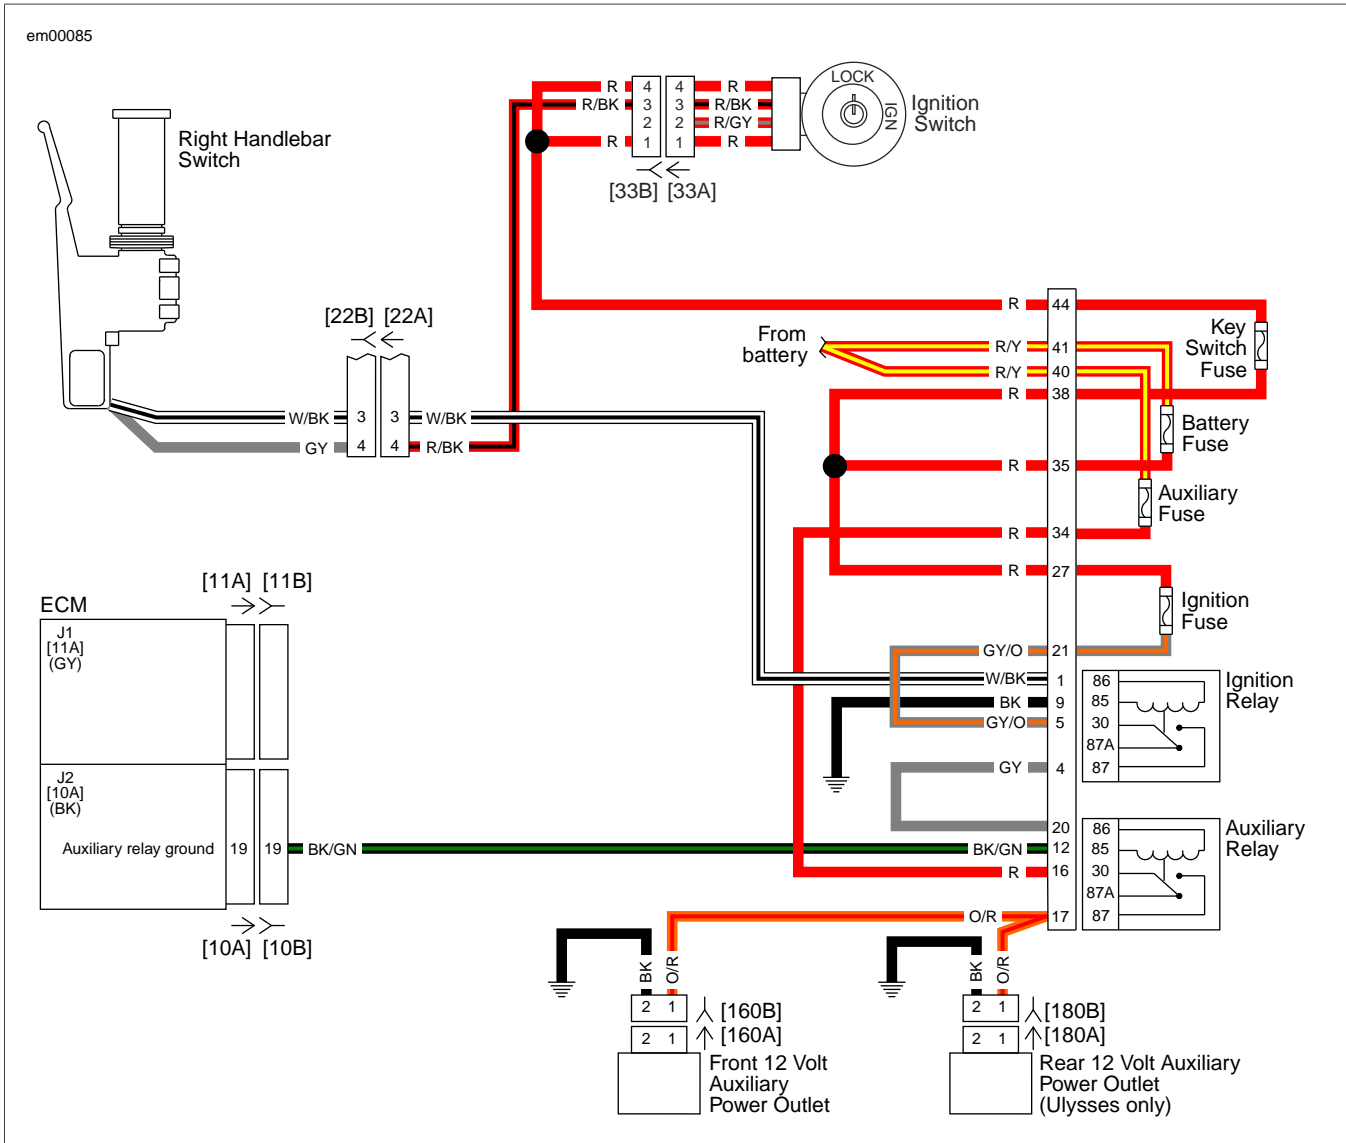 em00085
LOCK
IGN
Ignition
Switch
R 4 4 R
R/BK 3 3 R/BK
2 2 R/GY
R 1 1 R
[33B] [33A]
Right Handlebar
Switch
[22B] [22A]
W/BK 3 3 W/BK
GY 4 4 R/BK
From
battery
R 44
R/Y 41
R/Y 40
R 38
R 35
R 34
R 27
GY/O 21
W/BK 1
BK 9
GY/O 5
GY 4
20
BK/GN 12
R 16
O/R 17
Key
Switch
Fuse
Battery
Fuse
Auxiliary
Fuse
Ignition
Fuse
86
85
30
87A
87
Ignition
Relay
86
85
30
87A
87
Auxiliary
Relay
[11A] [11B]
ECM
J1
[11A]
(GY)
J2
[10A]
(BK)
Auxiliary relay ground 19 19 BK/GN
[10A] [10B]
BK O/R
2 1
2 1
[160B]
[160A]
Front 12 Volt
Auxiliary
Power Outlet
BK O/R
2 1
2 1
[180B]
[180A]
Rear 12 Volt Auxiliary
Power Outlet
(Ulysses only)